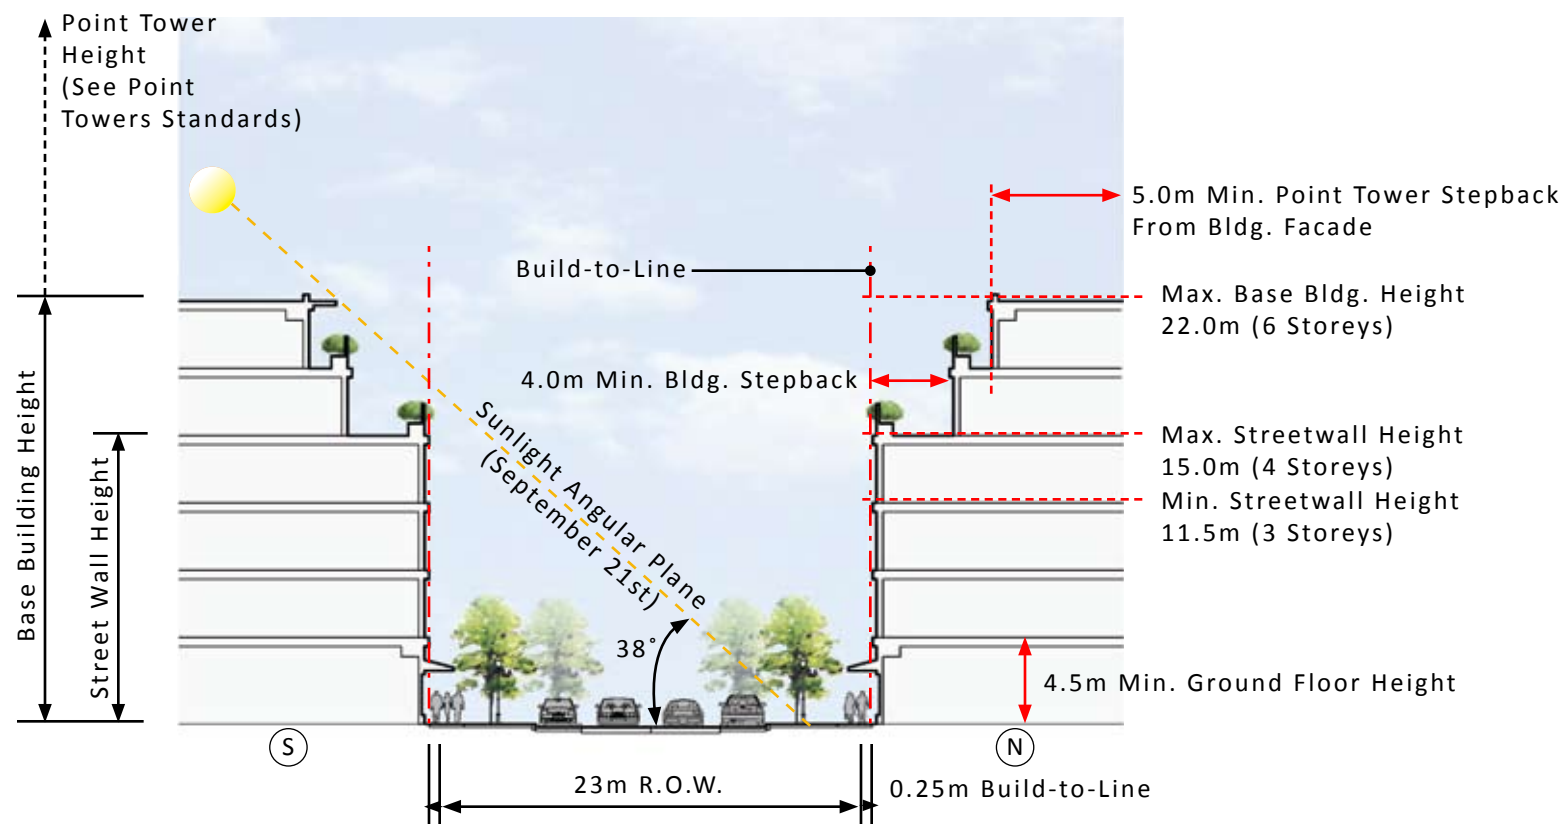 Point Tower
Height
(See Point
Towers Standards)
5.0m Min. Point Tower Stepback
From Bldg. Facade
Build-to-Line
Max. Base Bldg. Height
22.0m (6 Storeys)
4.0m Min. Bldg. Stepback
Sunlight Angular Plane
(September 21st)
Max. Streetwall Height
15.0m (4 Storeys)
Min. Streetwall Height
11.5m (3 Storeys)
Base Building Height
Street Wall Height
38°
4.5m Min. Ground Floor Height
S
N
23m R.O.W.
0.25m Build-to-Line